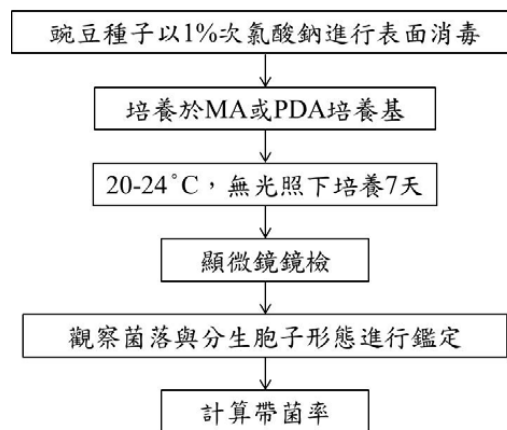 豌豆種子以1%次氯酸鈉進行表面消毒
培養於MA或PDA培養基
20-24˚C，無光照下培養7天
顯微鏡鏡檢
觀察菌落與分生胞子形態進行鑑定
計算帶菌率